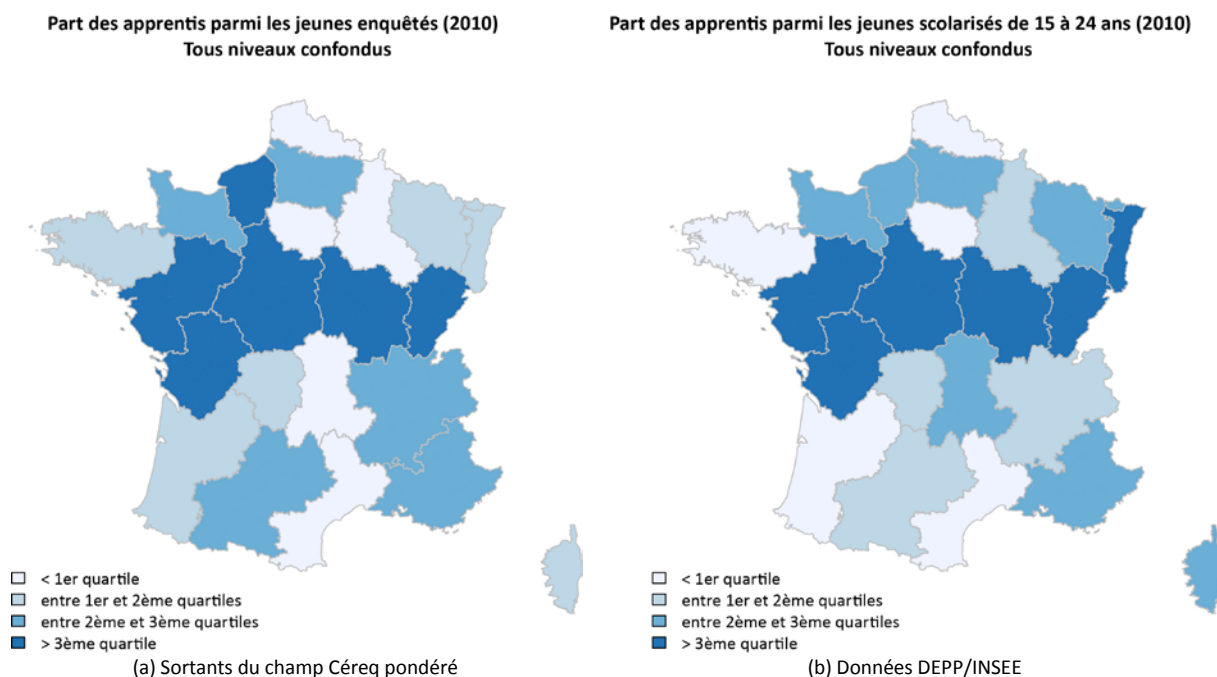 Part des apprentis parmi les jeunes enquêtés (2010)
Tous niveaux confondus
< 1er quartile
entre 1er et 2ème quartiles
entre 2ème et 3ème quartiles
> 3ème quartile
(a) Sortants du champ Céreq pondéré
Part des apprentis parmi les jeunes scolarisés de 15 à 24 ans (2010)
Tous niveaux confondus
< 1er quartile
entre 1er et 2ème quartiles
entre 2ème et 3ème quartiles
> 3ème quartile
(b) Données DEPP/INSEE